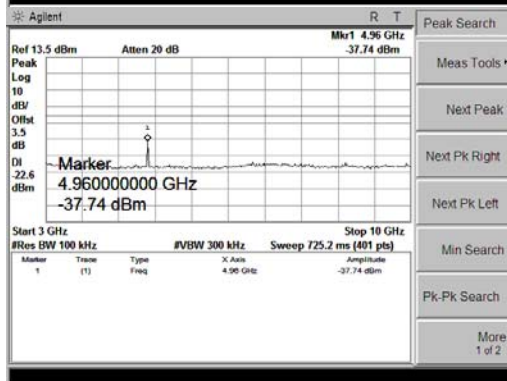 Agilent
R T
Mkr1 4.96 GHz
Ref 13.5 dBm
Atten 20 dB
-37.74 dBm
Peak
Log
10
dB/
Offst
3.5
dB
DI
-22.6
dBm
1
Marker
4.960000000 GHz
-37.74 dBm
Start 3 GHz
Stop 10 GHz
#Res BW 100 kHz
#VBW 300 kHz
Sweep 725.2 ms (401 pts)
Marker Trace Type X Axis Amplitude
1 (1) Freq 4.96 GHz -37.74 dBm
Peak Search
Meas Tools
Next Peak
Next Pk Right
Next Pk Left
Min Search
Pk-Pk Search
More
1 of 2